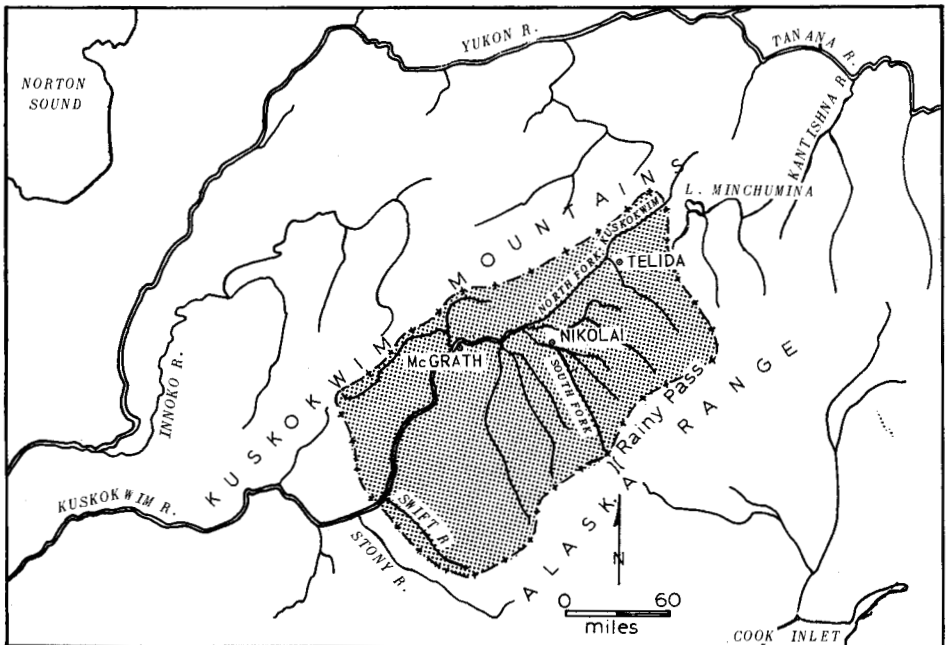 YUKON R.
TANANA R.
NORTON
SOUND
KANTISHNA R.
L. MINCHUMINA
KUSKOKWIM MOUNTAINS
NORTH FORK KUSKOKWIM
TELIDA
NIKOLAI
McGRATH
SOUTH FORK
INNOKO R.
Rainy Pass
ALASKA RANGE
KUSKOKWIM R.
SWIFT R.
STONY R.
N
0 60
miles
COOK INLET